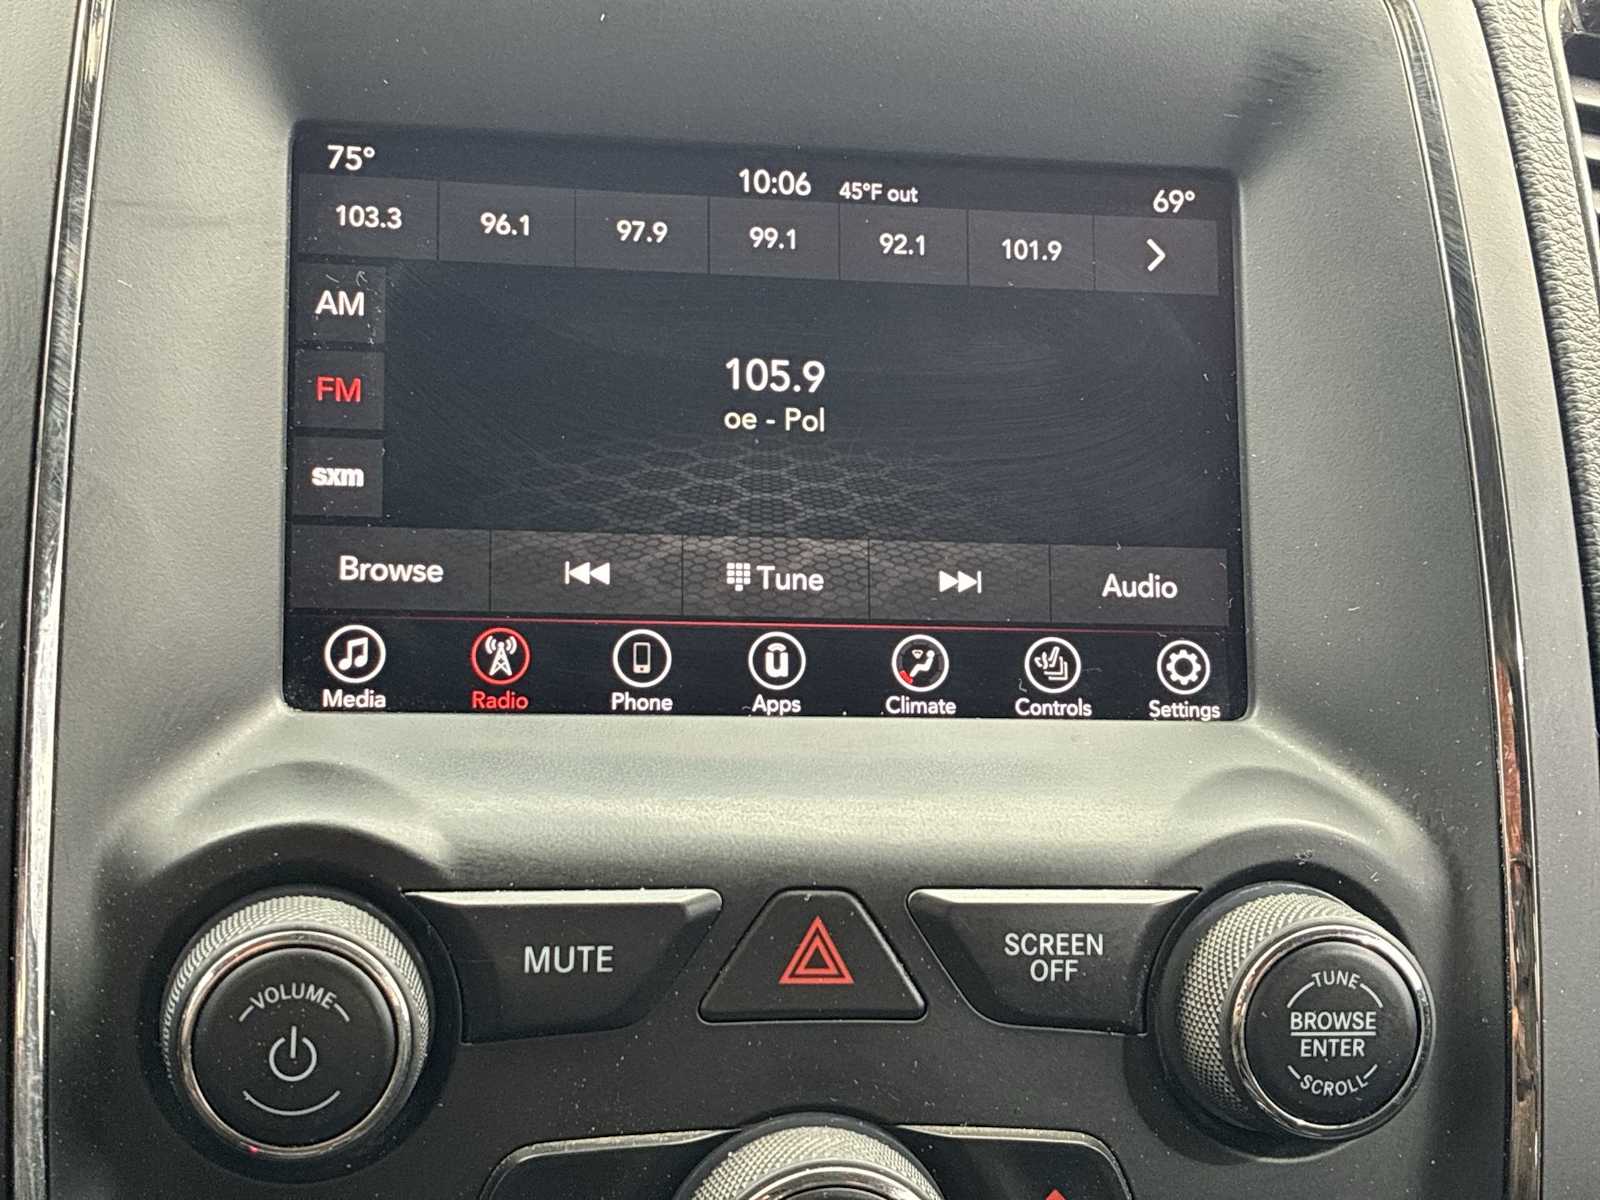 75°
10:06 45°F out
69°
103.3 96.1 97.9 99.1 92.1 101.9
AM
FM
sxm
105.9
oe - Pol
Browse Tune Audio
Media Radio Phone Apps Climate Controls Settings
MUTE
SCREEN
OFF
VOLUME
TUNE
BROWSE
ENTER
SCROLL